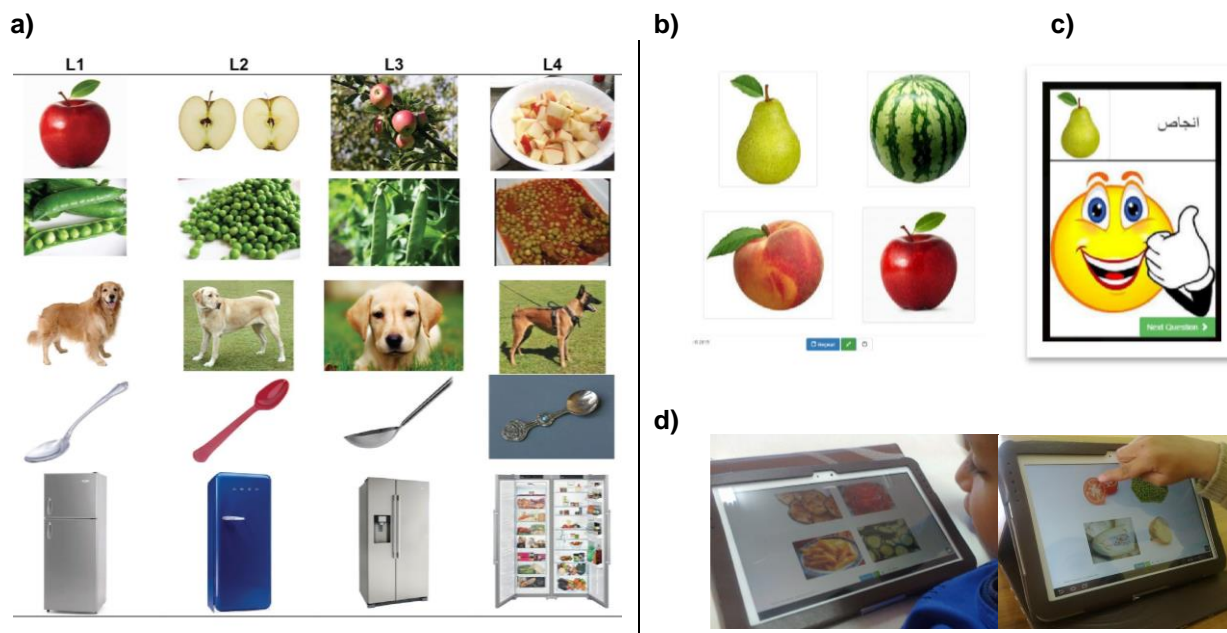 a)
L1 L2 L3 L4
b)
Repeat
c)
انجاص
Next Question
d)